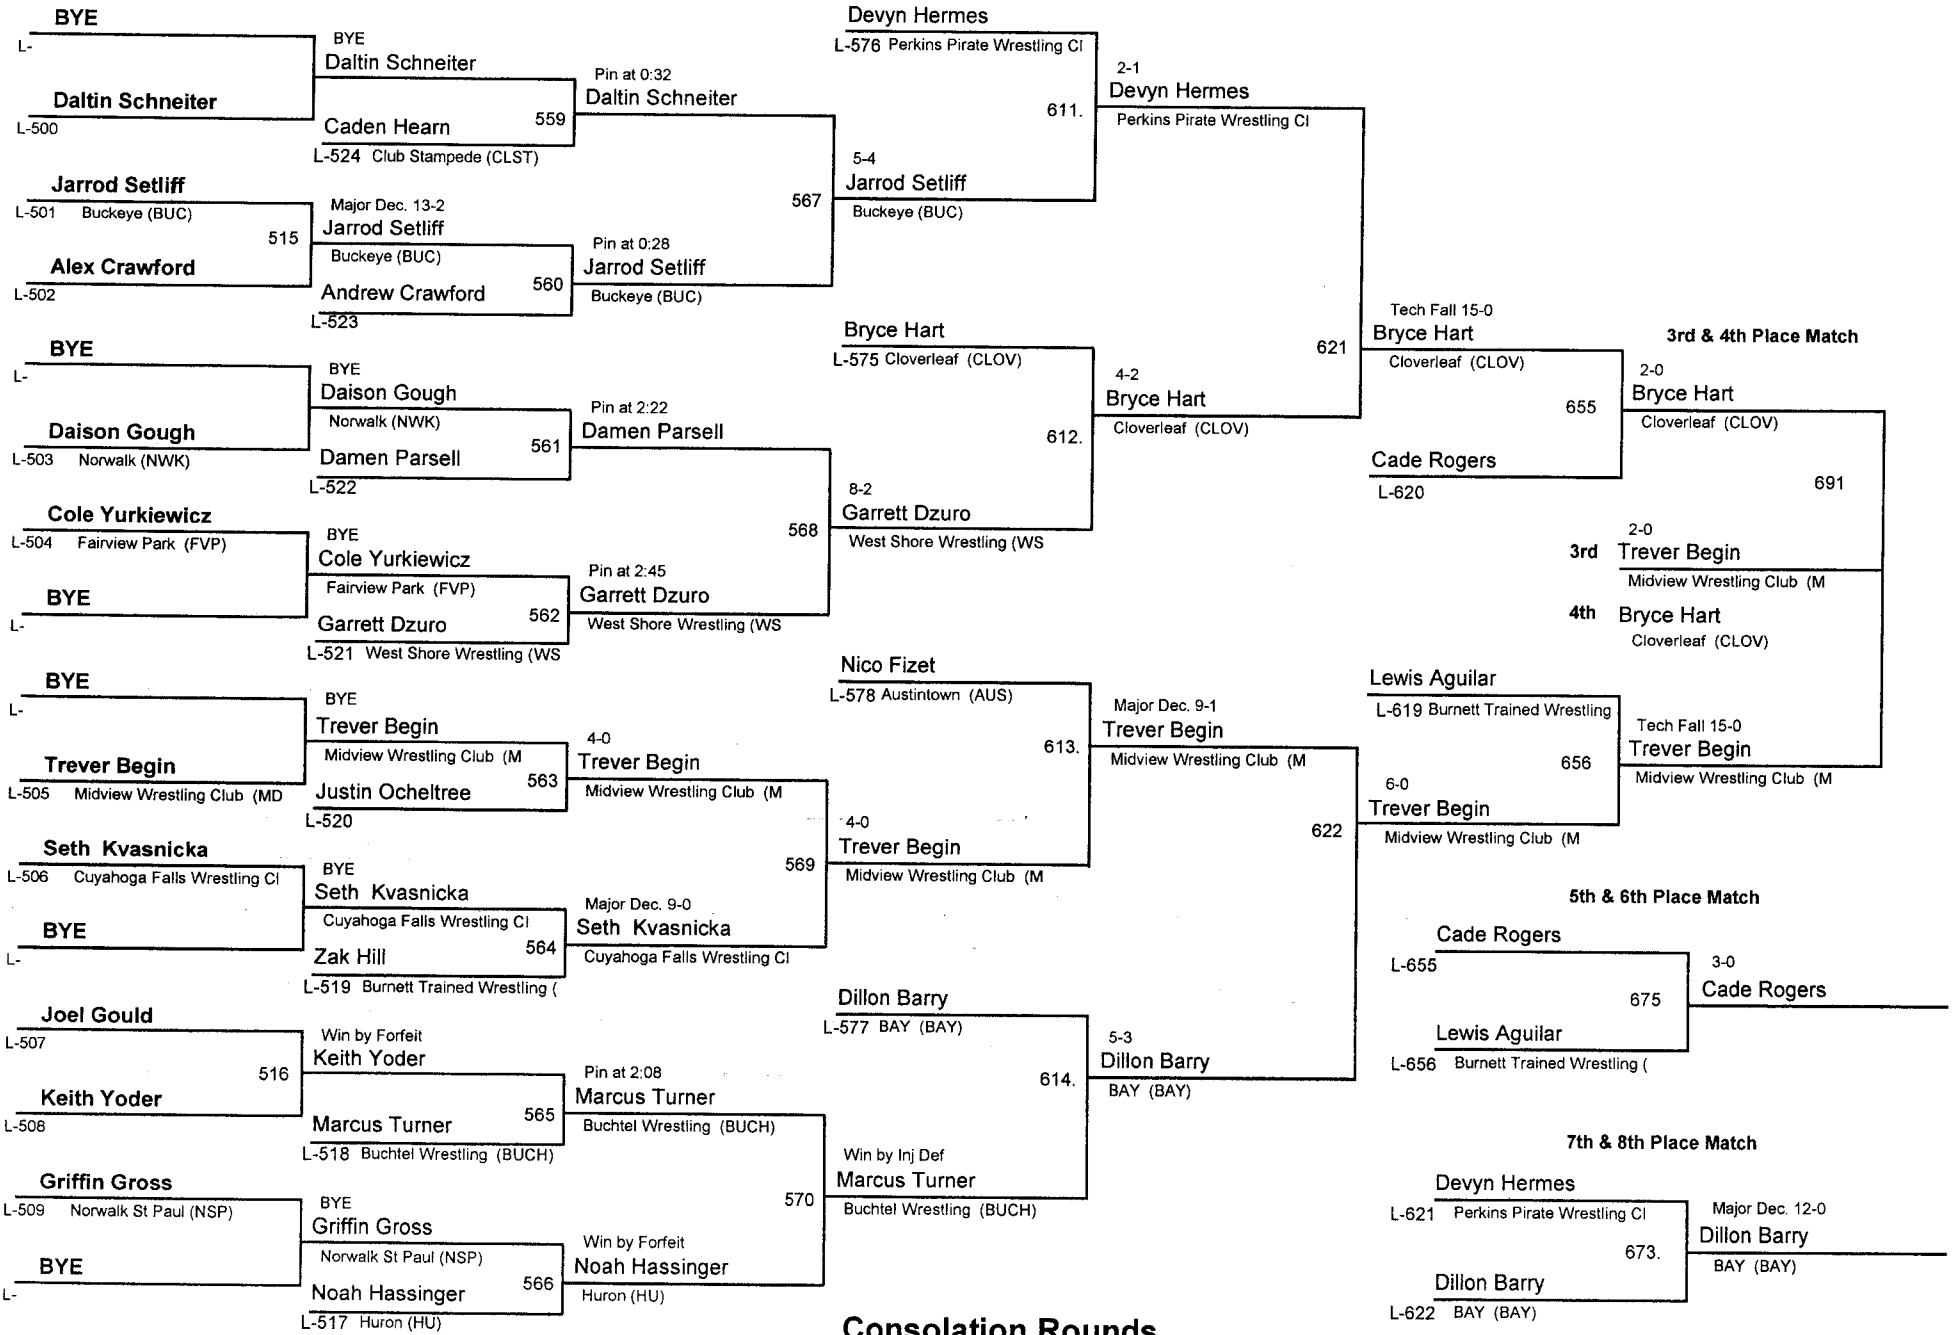 BYE
L-
Daltin Schneiter
L-500
Jarrod Setliff
L-501 Buckeye (BUC)
515
Alex Crawford
L-502
BYE
L-
Daison Gough
L-503 Norwalk (NWK)
Cole Yurkiewicz
L-504 Fairview Park (FVP)
BYE
L-
BYE
L-
Trever Begin
L-505 Midview Wrestling Club (MD
Seth Kvasnicka
L-506 Cuyahoga Falls Wrestling Cl
BYE
L-
Joel Gould
L-507
516
Keith Yoder
L-508
Griffin Gross
L-509 Norwalk St Paul (NSP)
BYE
L-
BYE
Daltin Schneiter
559
Caden Hearn
L-524 Club Stampede (CLST)
Major Dec. 13-2
Jarrod Setliff
Buckeye (BUC)
560
Andrew Crawford
L-523
BYE
Daison Gough
Norwalk (NWK)
561
Damen Parsell
L-522
BYE
Cole Yurkiewicz
Fairview Park (FVP)
562
Garrett Dzuro
L-521 West Shore Wrestling (WS
BYE
Trever Begin
Midview Wrestling Club (M
563
Justin Ocheltree
L-520
BYE
Seth Kvasnicka
Cuyahoga Falls Wrestling Cl
564
Zak Hill
L-519 Burnett Trained Wrestling (
Win by Forfeit
Keith Yoder
565
Marcus Turner
L-518 Buchtel Wrestling (BUCH)
BYE
Griffin Gross
Norwalk St Paul (NSP)
566
Noah Hassinger
L-517 Huron (HU)
Pin at 0:32
Daltin Schneiter
567
Pin at 0:28
Jarrod Setliff
Buckeye (BUC)
Pin at 2:22
Damen Parsell
568
Pin at 2:45
Garrett Dzuro
West Shore Wrestling (WS
4-0
Trever Begin
Midview Wrestling Club (M
569
Major Dec. 9-0
Seth Kvasnicka
Cuyahoga Falls Wrestling Cl
Pin at 2:08
Marcus Turner
Buchtel Wrestling (BUCH)
570
Win by Forfeit
Noah Hassinger
Huron (HU)
Devyn Hermes
L-576 Perkins Pirate Wrestling Cl
611.
5-4
Jarrod Setliff
Buckeye (BUC)
Bryce Hart
L-575 Cloverleaf (CLOV)
612.
8-2
Garrett Dzuro
West Shore Wrestling (WS
Nico Fizet
L-578 Austintown (AUS)
613.
4-0
Trever Begin
Midview Wrestling Club (M
Dillon Barry
L-577 BAY (BAY)
614.
Win by Inj Def
Marcus Turner
Buchtel Wrestling (BUCH)
2-1
Devyn Hermes
Perkins Pirate Wrestling Cl
621
4-2
Bryce Hart
Cloverleaf (CLOV)
Major Dec. 9-1
Trever Begin
Midview Wrestling Club (M
622
5-3
Dillon Barry
BAY (BAY)
Tech Fall 15-0
Bryce Hart
Cloverleaf (CLOV)
655
Cade Rogers
L-620
Lewis Aguilar
L-619 Burnett Trained Wrestling
656
6-0
Trever Begin
Midview Wrestling Club (M
3rd & 4th Place Match
2-0
Bryce Hart
Cloverleaf (CLOV)
691
2-0
3rd Trever Begin
Midview Wrestling Club (M
4th Bryce Hart
Cloverleaf (CLOV)
Tech Fall 15-0
Trever Begin
Midview Wrestling Club (M
5th & 6th Place Match
Cade Rogers
L-655
675
Lewis Aguilar
L-656 Burnett Trained Wrestling (
3-0
Cade Rogers
7th & 8th Place Match
Devyn Hermes
L-621 Perkins Pirate Wrestling Cl
673.
Dillon Barry
L-622 BAY (BAY)
Major Dec. 12-0
Dillon Barry
BAY (BAY)
Consolation Rounds